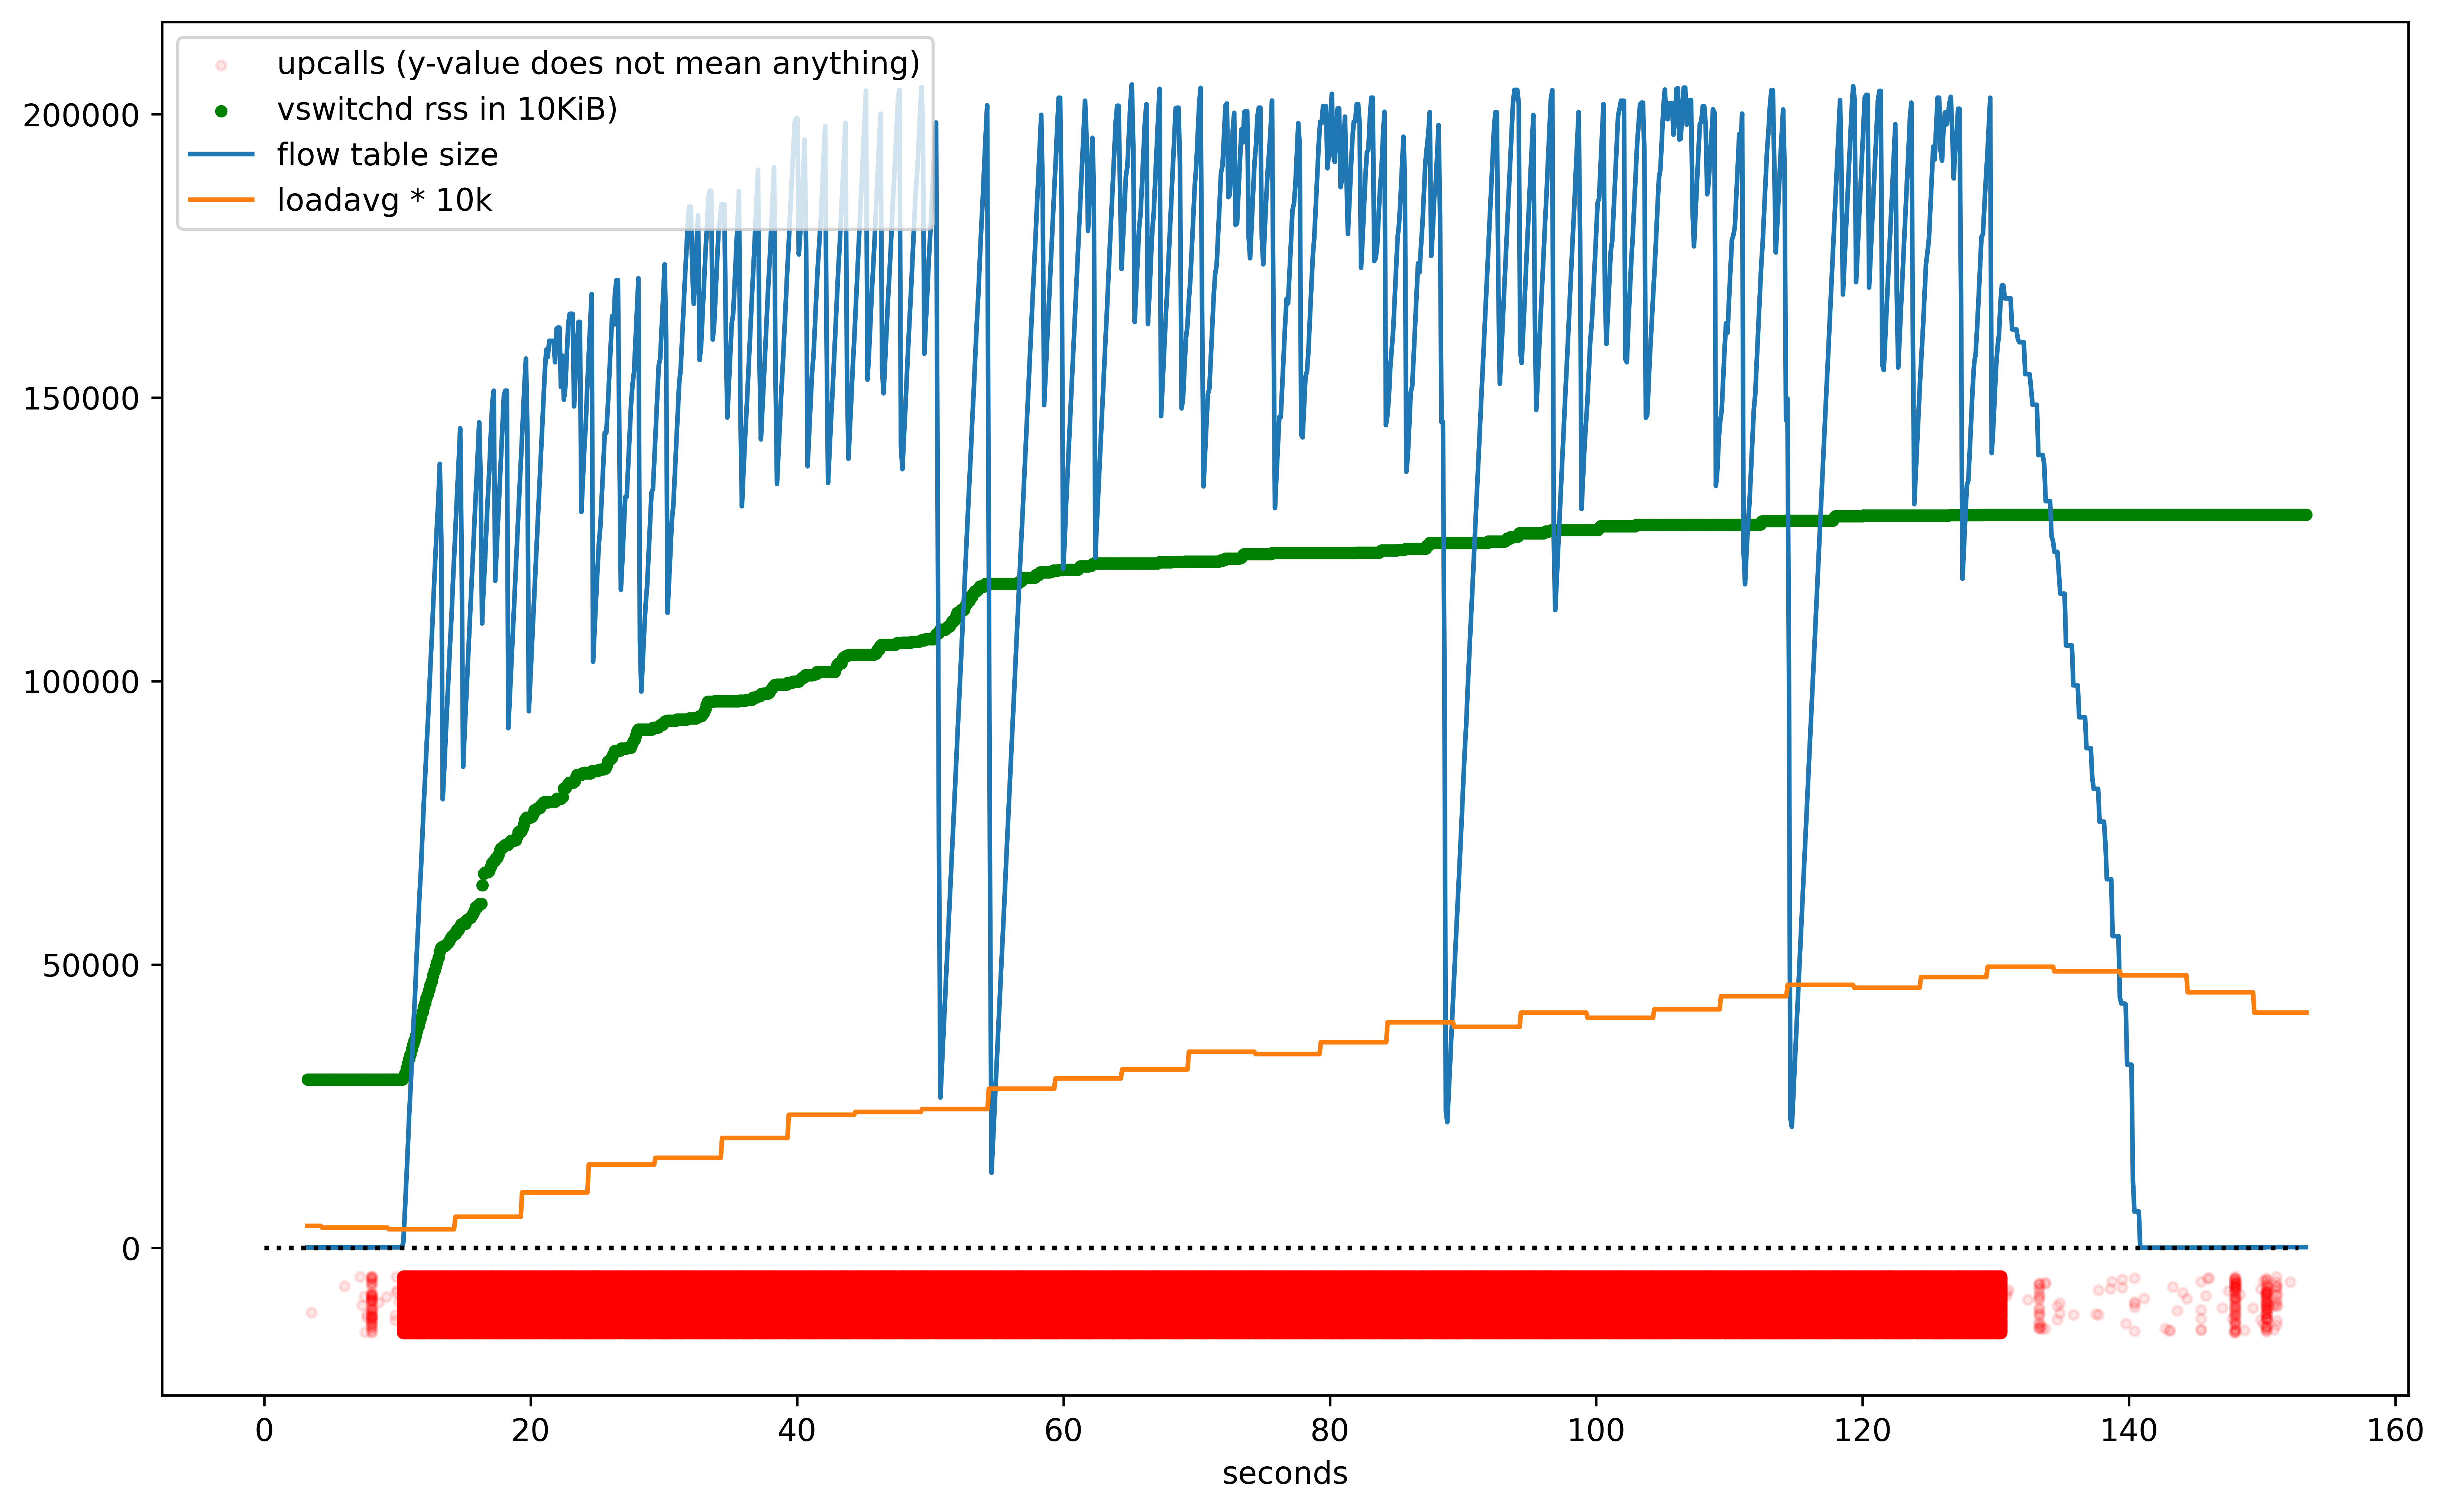 upcalls (y-value does not mean anything)
vswitchd rss in 10KiB)
flow table size
loadavg * 10k
200000
150000
100000
50000
0
0 20 40 60 80 100 120 140 160
seconds